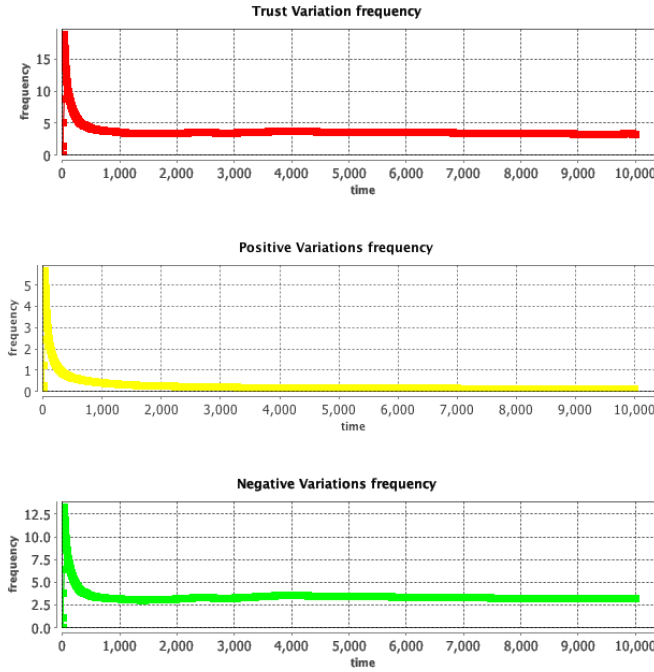 Trust Variation frequency
frequency
15
10
5
0
0 1,000 2,000 3,000 4,000 5,000 6,000 7,000 8,000 9,000 10,000
time
Positive Variations frequency
frequency
5
4
3
2
1
0
0 1,000 2,000 3,000 4,000 5,000 6,000 7,000 8,000 9,000 10,000
time
Negative Variations frequency
frequency
12.5
10.0
7.5
5.0
2.5
0.0
0 1,000 2,000 3,000 4,000 5,000 6,000 7,000 8,000 9,000 10,000
time